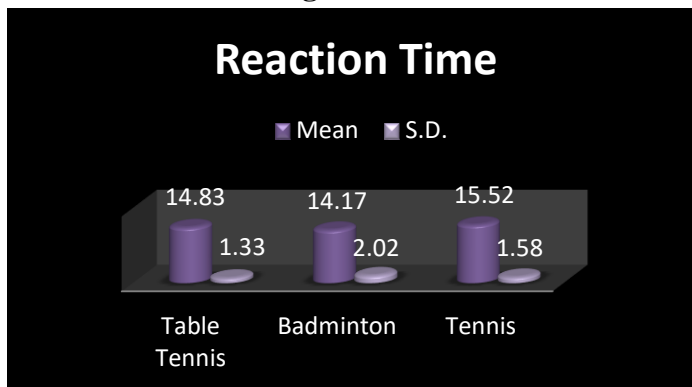 Reaction Time
Mean S.D.
14.83 14.17 15.52
1.33 2.02 1.58
Table Tennis Badminton Tennis